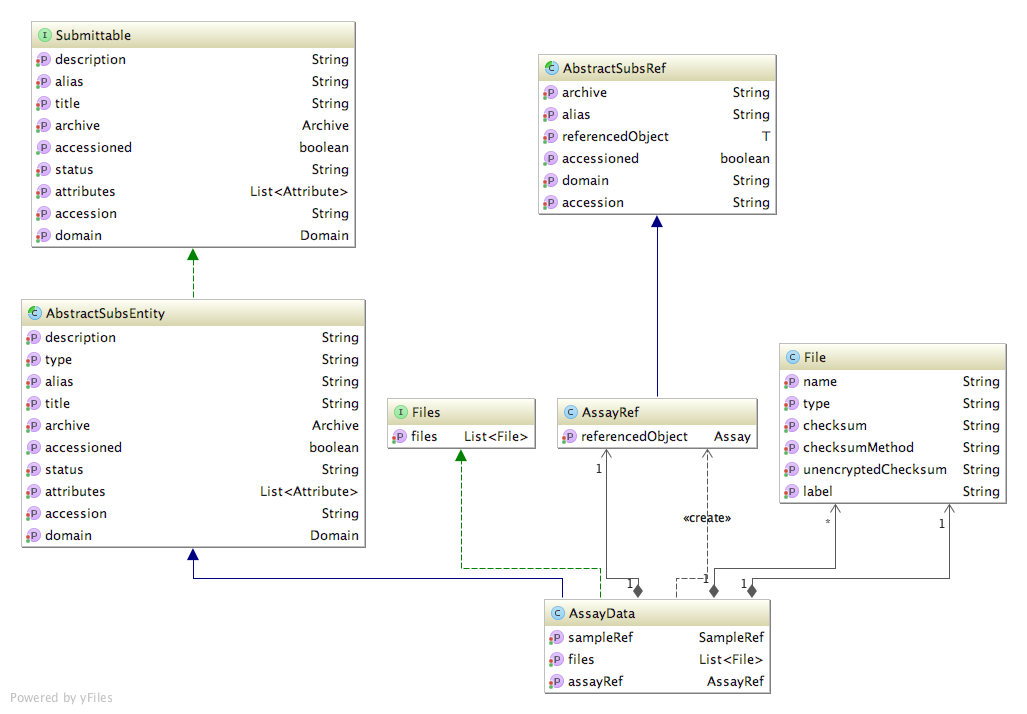 Submittable
description String
alias String
title String
archive Archive
accessioned boolean
status String
attributes List<Attribute>
accession String
domain Domain
AbstractSubsRef
archive String
alias String
referencedObject T
accessioned boolean
domain String
accession String
AbstractSubsEntity
description String
type String
alias String
title String
archive Archive
accessioned boolean
status String
attributes List<Attribute>
accession String
domain Domain
Files
files List<File>
AssayRef
referencedObject Assay
File
name String
type String
checksum String
checksumMethod String
unencryptedChecksum String
label String
1
«create»
*
1
1
1
1
AssayData
sampleRef SampleRef
files List<File>
assayRef AssayRef
Powered by yFiles